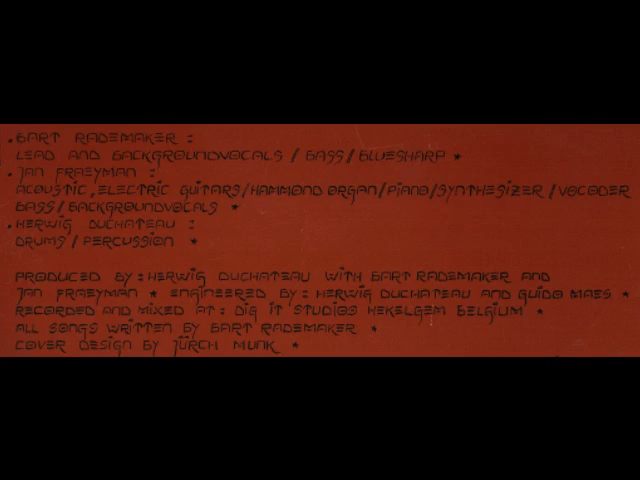 .BART RADEMAKER :
LEAD AND BACKGROUNDVOCALS / BASS / BLUESHARP *
.JAN FRAEYMAN :
ACOUSTIC, ELECTRIC GUITARS/HAMMOND ORGAN/PIANO/SYNTHESIZER/VOCODER
BASS/BACKGROUNDVOCALS *
.HERWIG DUCHATEAU :
DRUMS/PERCUSSION *
PRODUCED BY : HERWIG DUCHATEAU WITH BART RADEMAKER AND
JAN FRAEYMAN * ENGINEERED BY : HERWIG DUCHATEAU AND GUIDO MAES *
RECORDED AND MIXED AT : DIG IT STUDIOS HEKELGEM BELGIUM *
ALL SONGS WRITTEN BY BART RADEMAKER *
COVER DESIGN BY JÜRCH MUNK *